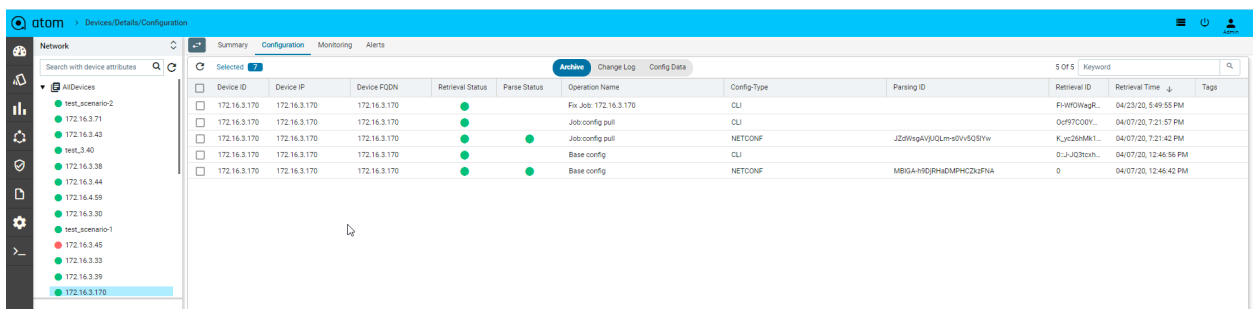 atom > Devices/Details/Configuration
Admin
Network
Summary Configuration Monitoring Alerts
Search with device attributes
Selected 7
Archive Change Log Config Data
5 Of 5 Keyword
AllDevices
test_scenario-2
172.16.3.71
172.16.3.43
test_3.40
172.16.3.38
172.16.3.44
172.16.4.59
172.16.3.30
test_scenario-1
172.16.3.45
172.16.3.33
172.16.3.39
172.16.3.170
Device ID Device IP Device FQDN Retrieval Status Parse Status Operation Name Config-Type Parsing ID Retrieval ID Retrieval Time Tags
172.16.3.170 172.16.3.170 172.16.3.170 Fix Job: 172.16.3.170 CLI FI-WfOWagR... 04/23/20, 5:49:55 PM
172.16.3.170 172.16.3.170 172.16.3.170 Job:config pull CLI Ocf97CO0Y... 04/07/20, 7:21:57 PM
172.16.3.170 172.16.3.170 172.16.3.170 Job:config pull NETCONF JZdWsgAVjUQLm-s0Vv5Q5IYw K_yc26hMk1... 04/07/20, 7:21:42 PM
172.16.3.170 172.16.3.170 172.16.3.170 Base config CLI 0::J-JQ3tcxh... 04/07/20, 12:46:56 PM
172.16.3.170 172.16.3.170 172.16.3.170 Base config NETCONF MBIGA-h9DjRHaDMPHCZkzFNA 0 04/07/20, 12:46:42 PM